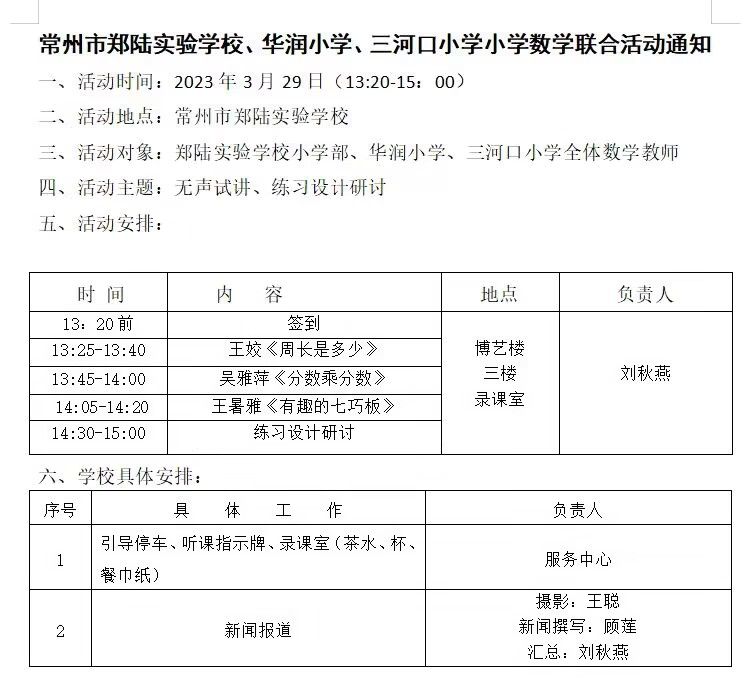 常州市郑陆实验学校、华润小学、三河口小学小学数学联合活动通知
一、活动时间：2023 年 3 月 29 日（13:20-15：00）
二、活动地点：常州市郑陆实验学校
三、活动对象：郑陆实验学校小学部、华润小学、三河口小学全体数学教师
四、活动主题：无声试讲、练习设计研讨
五、活动安排：
时 间 内 容 地点 负责人
13：20 前 签到
13:25-13:40 王姣《周长是多少》
13:45-14:00 吴雅萍《分数乘分数》
14:05-14:20 王暑雅《有趣的七巧板》
14:30-15:00 练习设计研讨
博艺楼
三楼
录课室
刘秋燕
六、学校具体安排：
序号 具 体 工 作 负责人
1 引导停车、听课指示牌、录课室（茶水、杯、
餐巾纸）
服务中心
2 新闻报道
摄影：王聪
新闻撰写：顾莲
汇总：刘秋燕